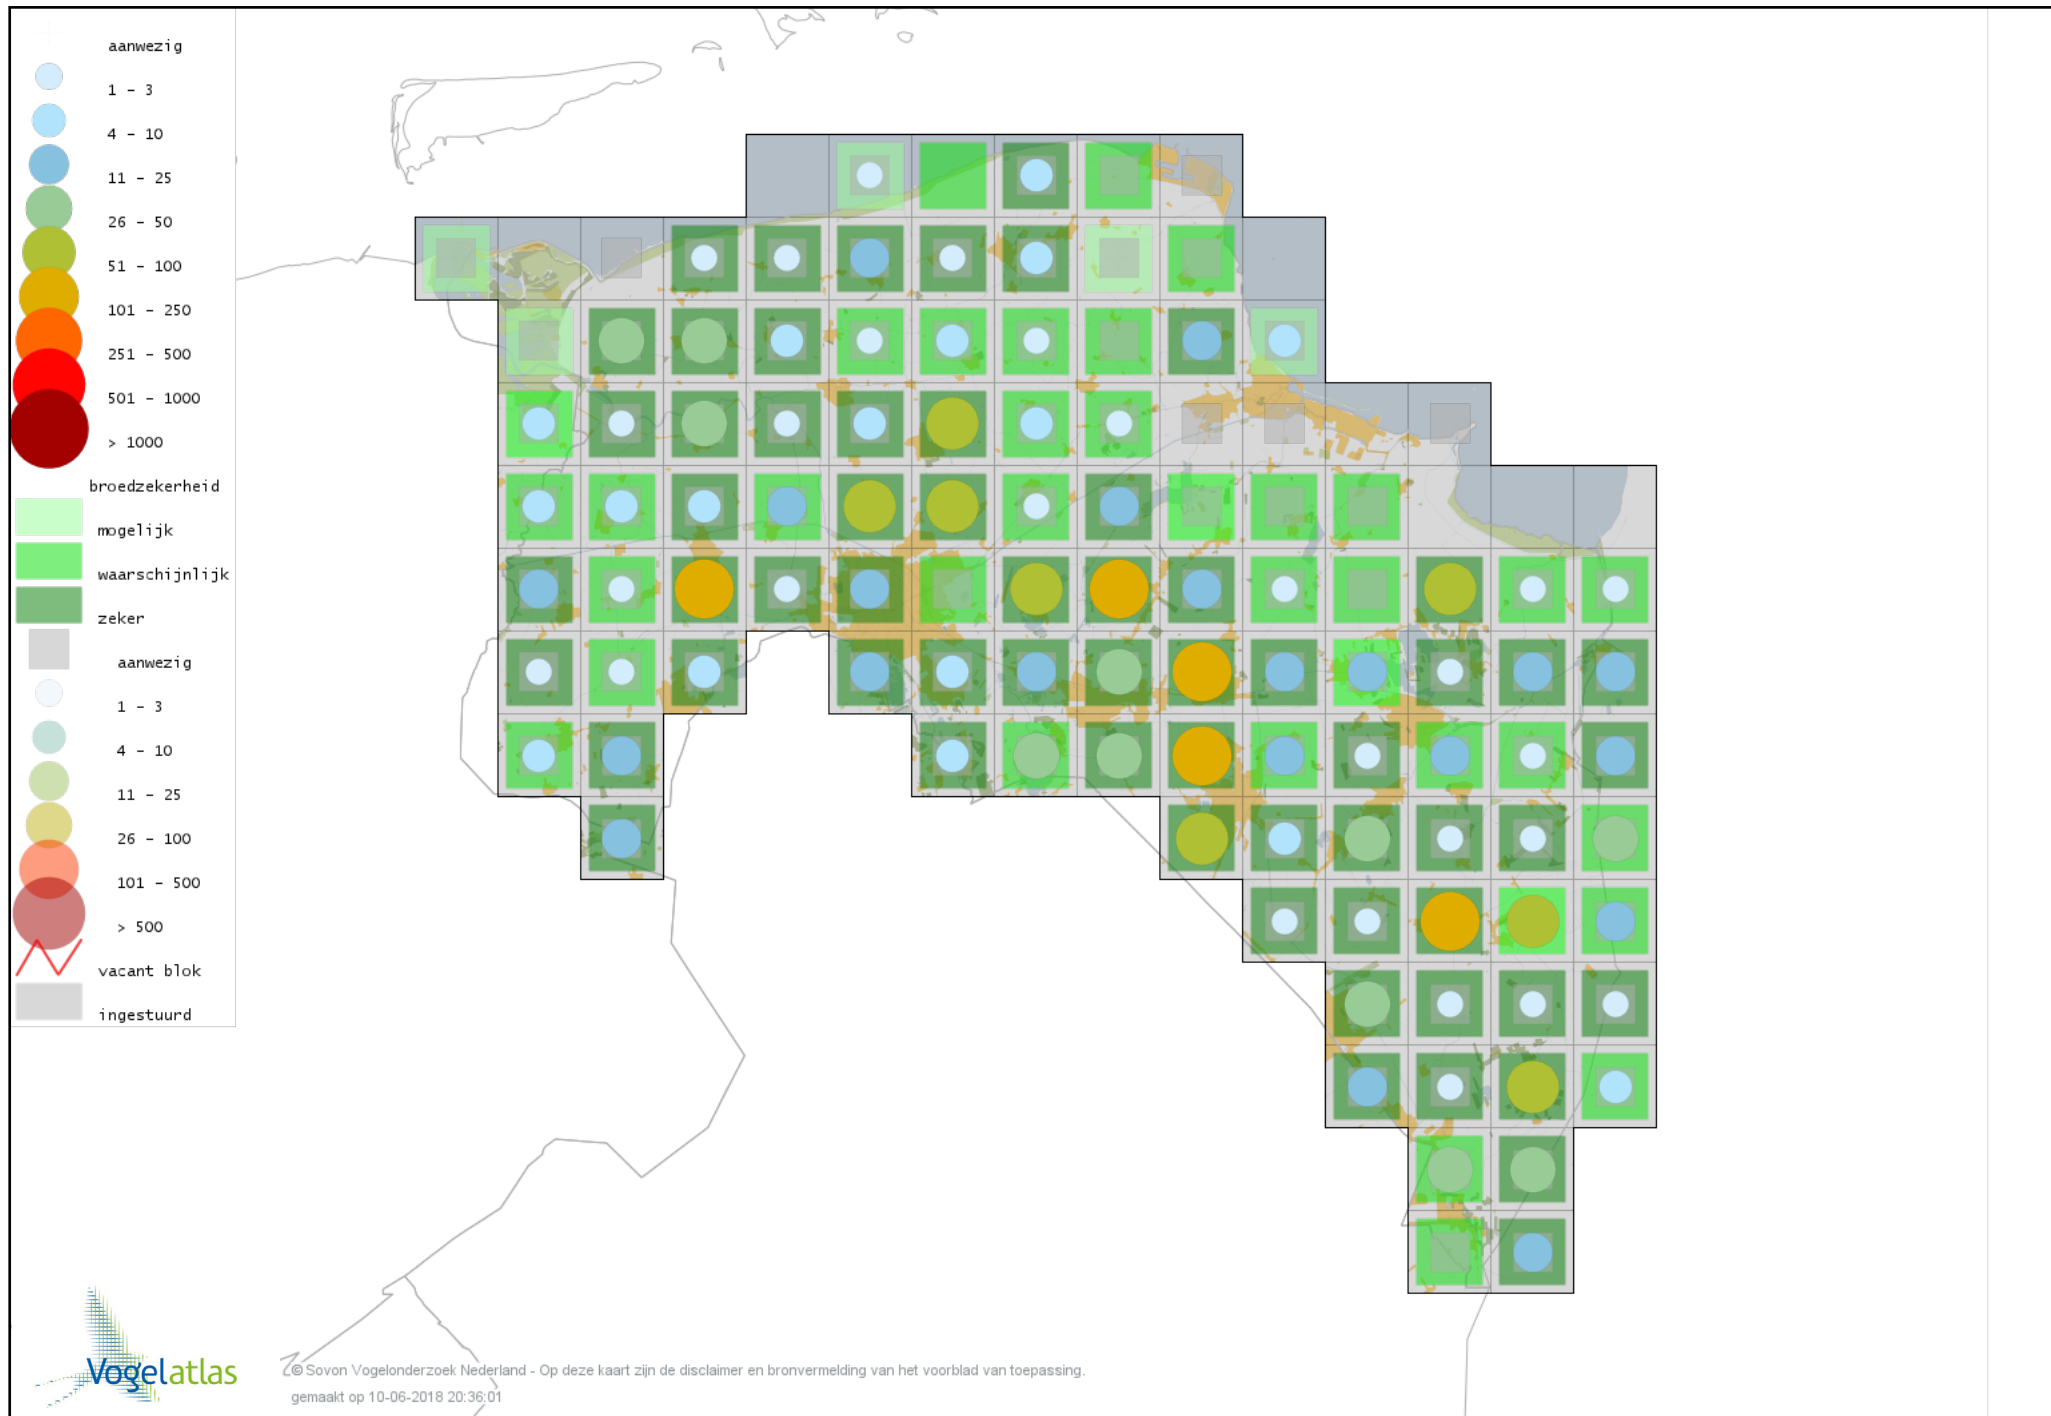 aanwezig
1 - 3
4 - 10
11 - 25
26 - 50
51 - 100
101 - 250
251 - 500
501 - 1000
> 1000
broedzekerheid
mogelijk
waarschijnlijk
zeker
aanwezig
1 - 3
4 - 10
11 - 25
26 - 100
101 - 500
> 500
vacant blok
ingestuurd
Vogelatlas
© Sovon Vogelonderzoek Nederland - Op deze kaart zijn de disclaimer en bronvermelding van het voorblad van toepassing.
gemaakt op 10-06-2018 20:36:01